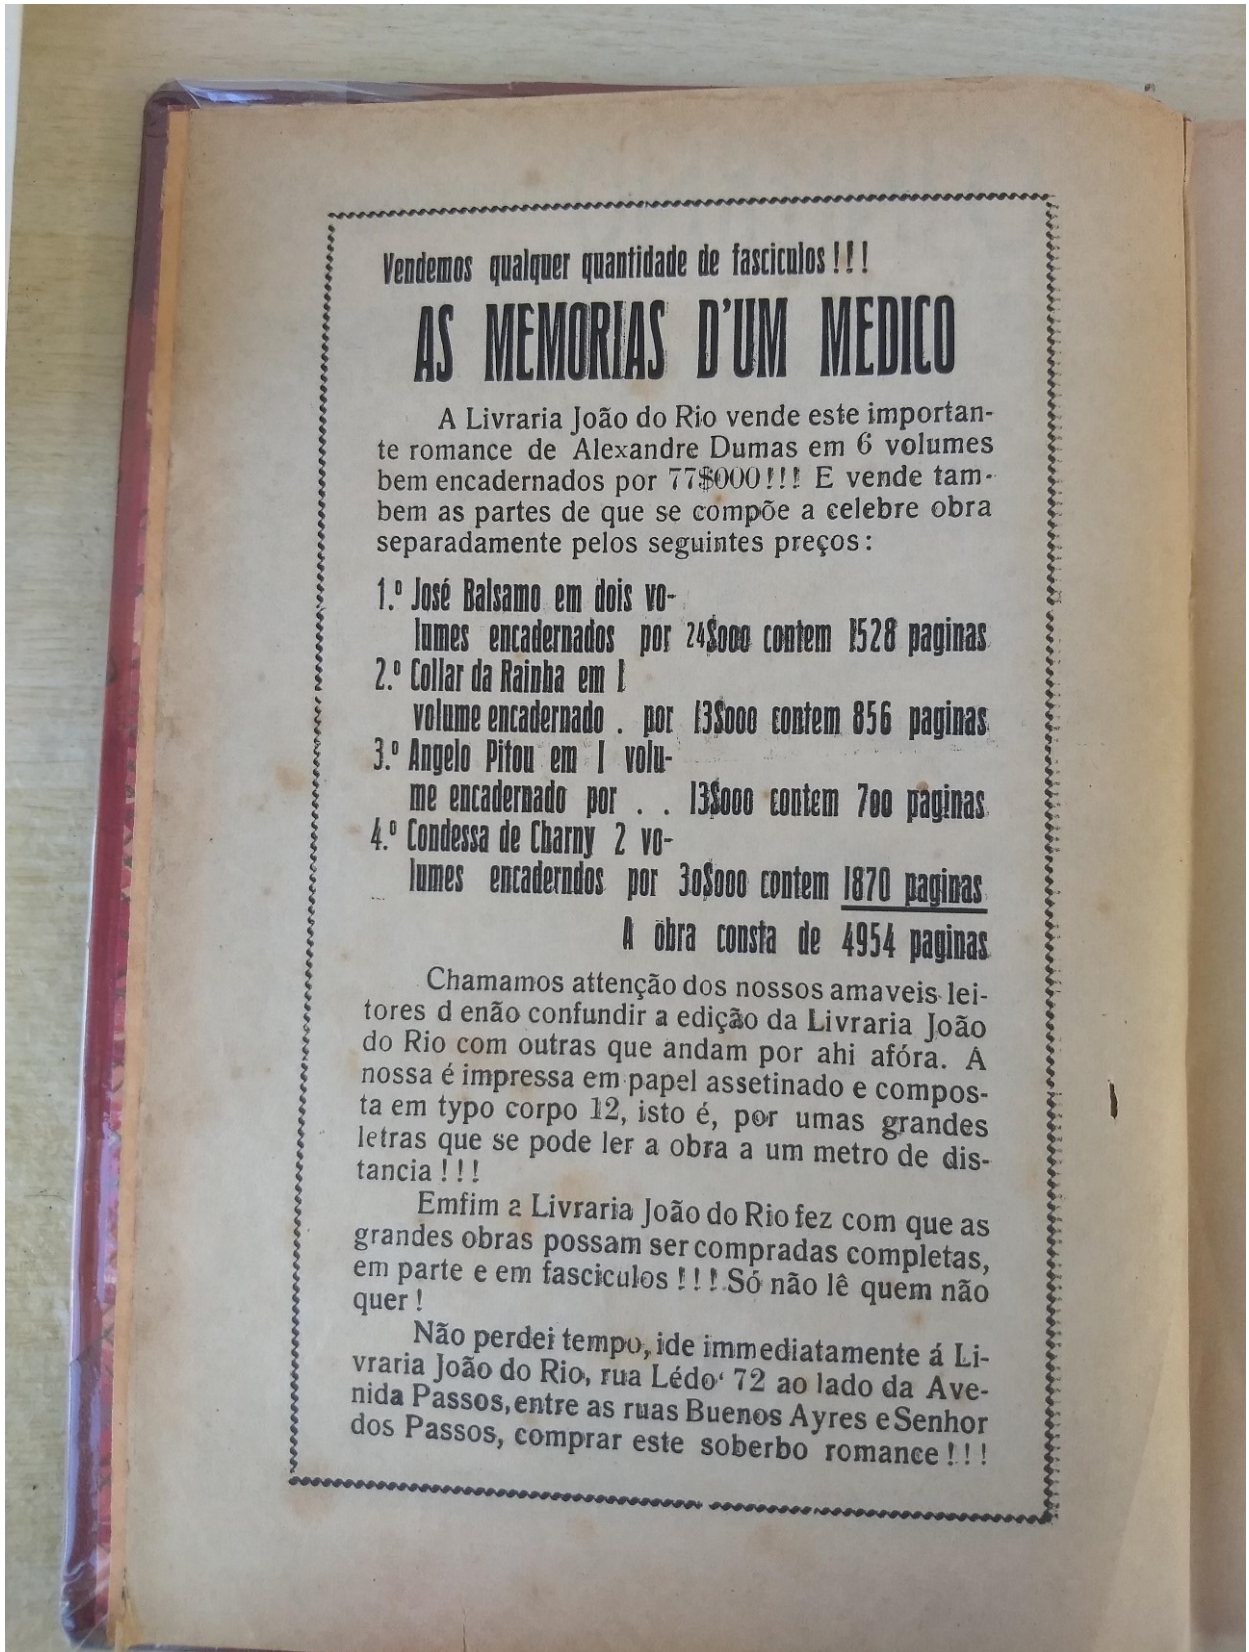 Vendemos qualquer quantidade de fasciculos!!!
AS MEMORIAS D'UM MEDICO
A Livraria João do Rio vende este importan-
te romance de Alexandre Dumas em 6 volumes
bem encadernados por 77$000!!! E vende tam-
bem as partes de que se compõe a celebre obra
separadamente pelos seguintes preços:
1.º José Balsamo em dois vo-
lumes encadernados por 24$000 contem 1528 paginas
2.º Collar da Rainha em 1
volume encadernado . por 13$000 contem 856 paginas
3.º Angelo Pitou em 1 volu-
me encadernado por . . 13$000 contem 700 paginas
4.º Condessa de Charny 2 vo-
lumes encaderndos por 30$000 contem 1870 paginas
A obra consta de 4954 paginas
Chamamos attenção dos nossos amaveis lei-
tores d enão confundir a edição da Livraria João
do Rio com outras que andam por ahi afóra. A
nossa é impressa em papel assetinado e compos-
ta em typo corpo 12, isto é, por umas grandes
letras que se pode ler a obra a um metro de dis-
tancia!!!
Emfim a Livraria João do Rio fez com que as
grandes obras possam ser compradas completas,
em parte e em fasciculos!!! Só não lê quem não
quer!
Não perdei tempo, ide immediatamente á Li-
vraria João do Rio, rua Lédo 72 ao lado da Ave-
nida Passos, entre as ruas Buenos Ayres e Senhor
dos Passos, comprar este soberbo romance!!!